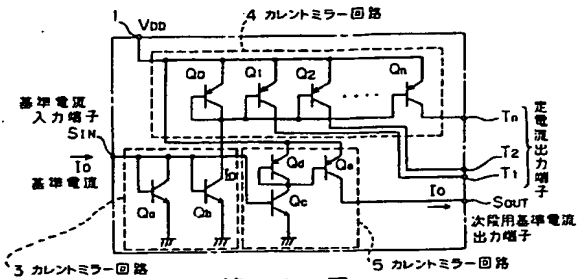 1
VDD
4 カレントミラー回路
Q0
Q1
Q2
Qn
基準電流
入力端子
SIN
I0
基準電流
Qa
Qb
I0
Qd
Qe
Qc
定電流出力端子
Tn
T2
T1
I0
SOUT
次段用基準電流
出力端子
3 カレントミラー回路
5 カレントミラー回路